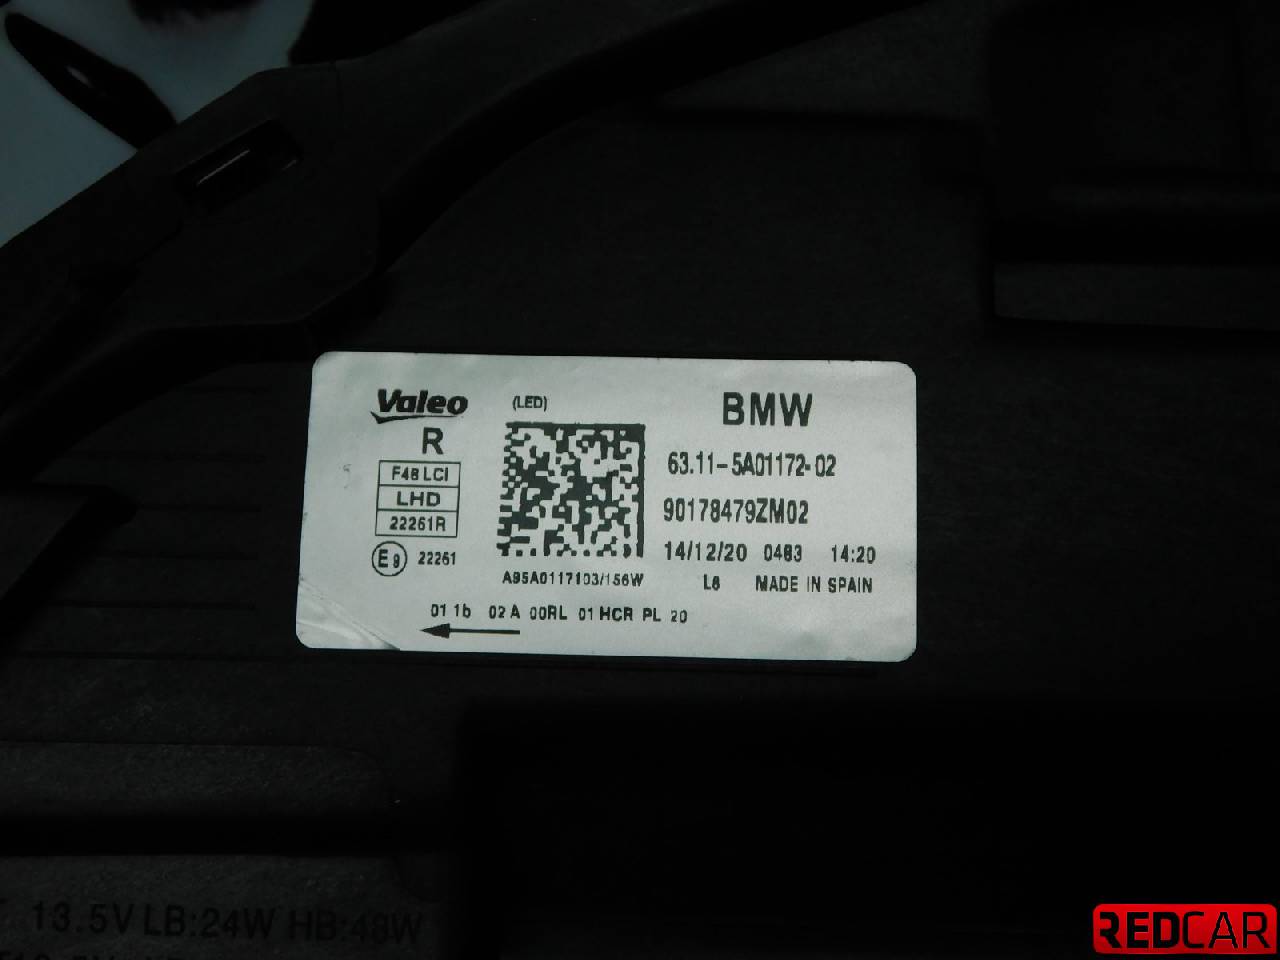 Valeo (LED) BMW
R
63.11-5A01172-02
F48 LCI
LHD
22261R
90178479ZM02
14/12/20 0463 14:20
E9 22261
A95A0117103/156W
L6 MADE IN SPAIN
01 1b 02 A 00RL 01 HCR PL 20
13.5V LB:24W HB:48W
REDCAR